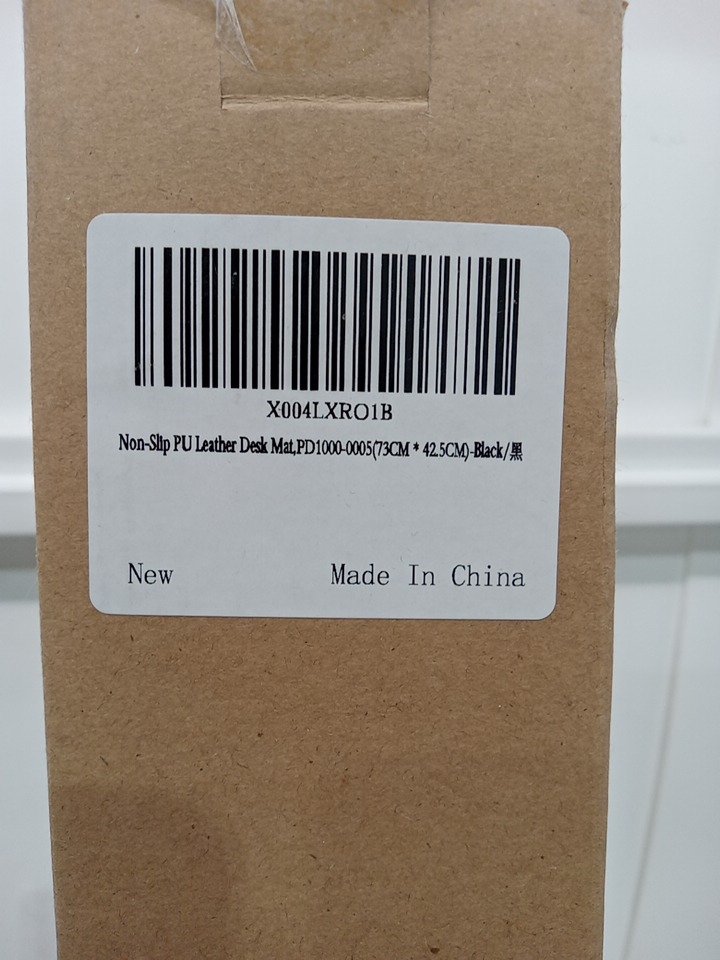 X004LXRO1B
Non-Slip PU Leather Desk Mat,PD1000-0005(73CM * 42.5CM)-Black/黑
New
Made In China